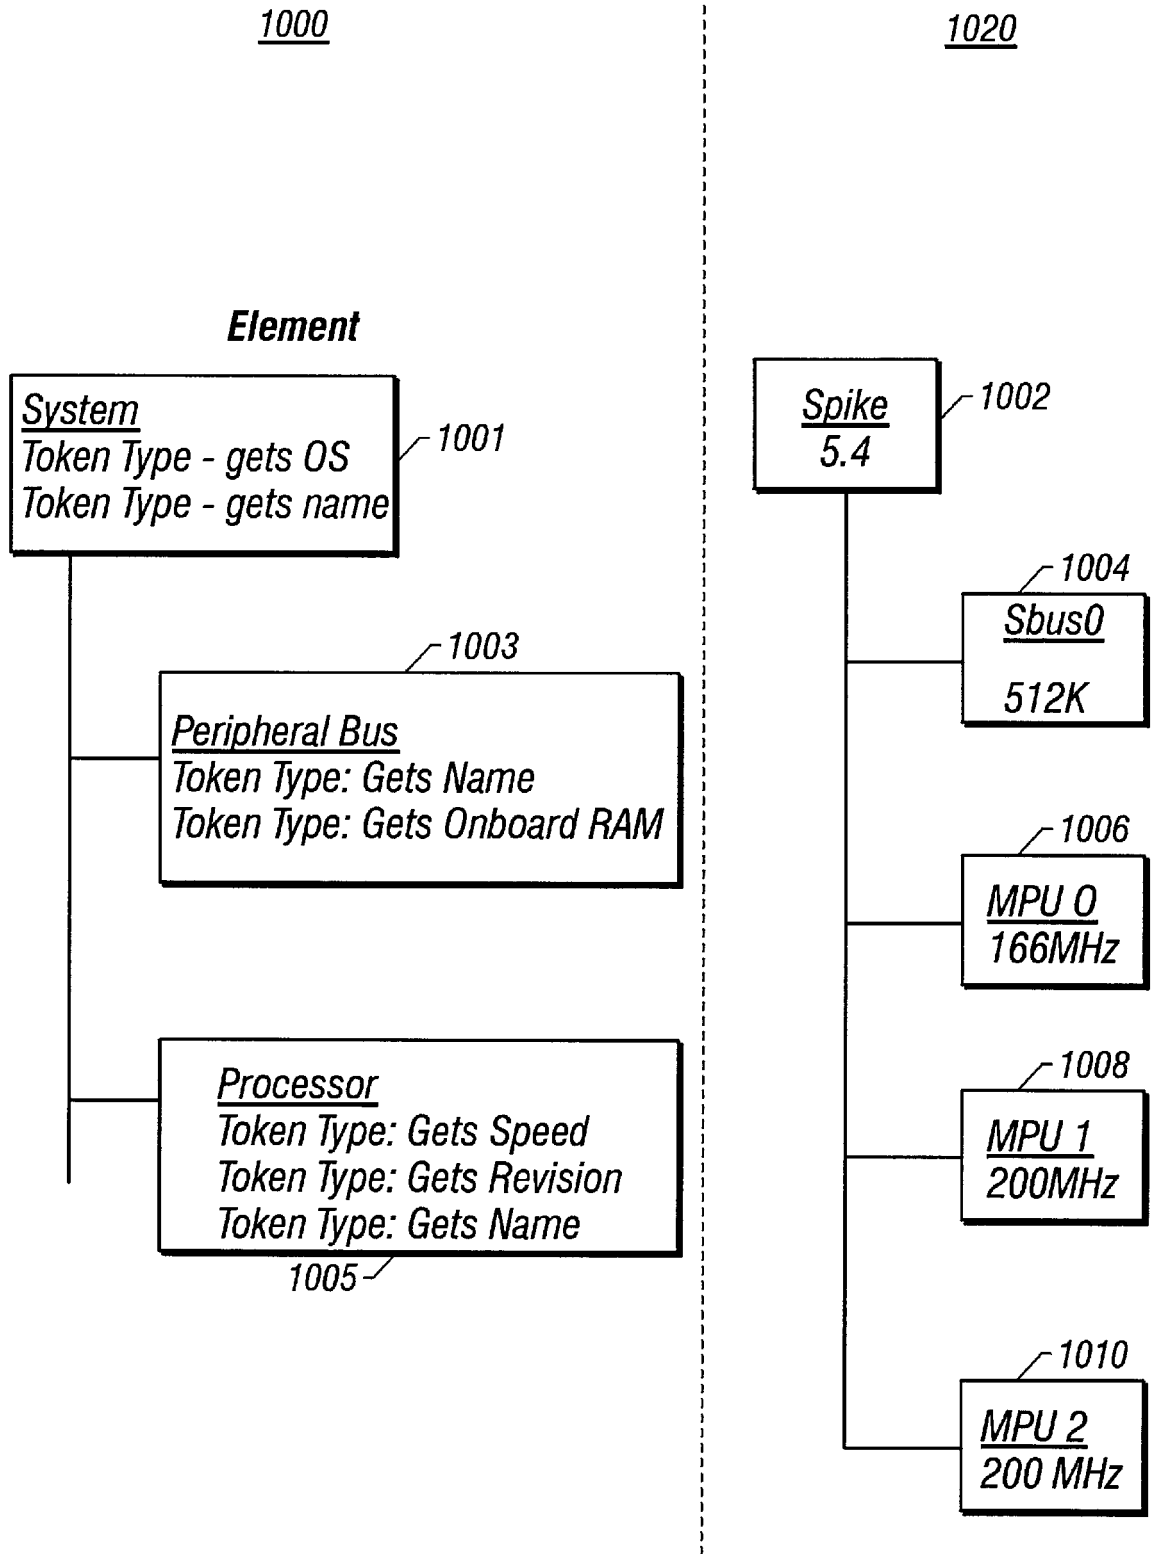 1000
1020
Element
System
Token Type - gets OS
Token Type - gets name
1001
Spike
5.4
1002
1003
Peripheral Bus
Token Type: Gets Name
Token Type: Gets Onboard RAM
1004
Sbus0
512K
1006
MPU 0
166MHz
Processor
Token Type: Gets Speed
Token Type: Gets Revision
Token Type: Gets Name
1005
1008
MPU 1
200MHz
1010
MPU 2
200 MHz